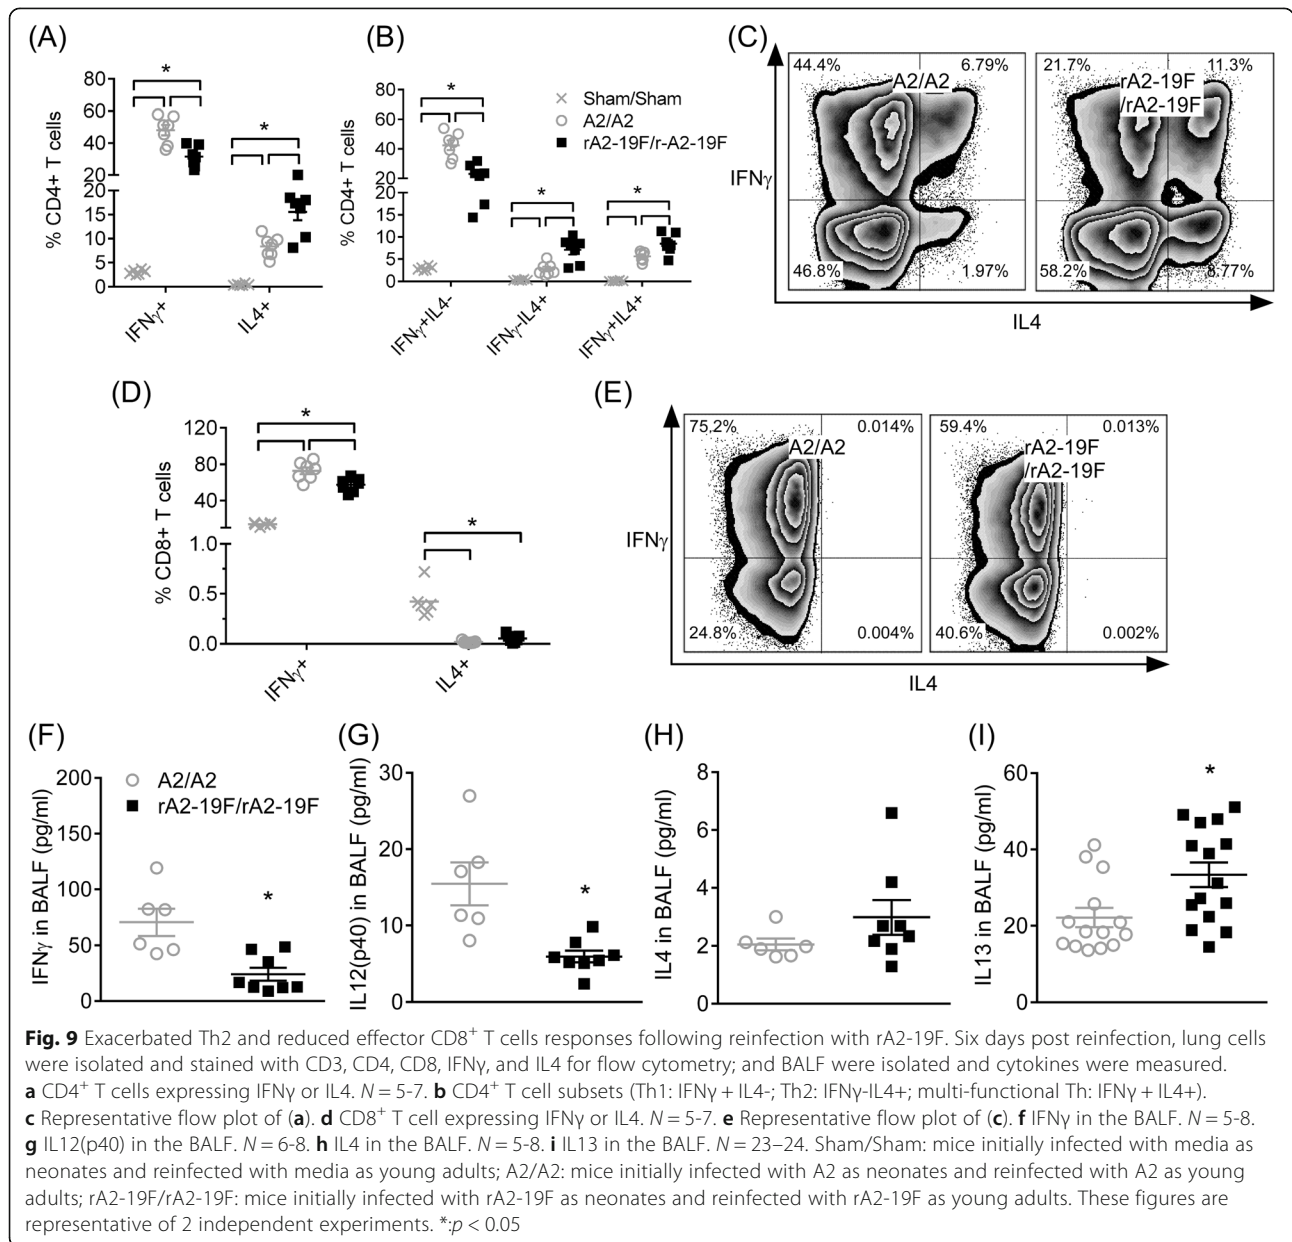 (A)
80
60
40
20
20
15
10
5
0
% CD4+ T cells
*
*
IFNγ+
IL4+
(B)
80
60
40
20
20
15
10
5
0
% CD4+ T cells
*
*
*
Sham/Sham
A2/A2
rA2-19F/r-A2-19F
IFNγ+IL4-
IFNγ-IL4+
IFNγ+IL4+
(C)
44.4%
6.79%
A2/A2
46.8%
1.97%
21.7%
11.3%
rA2-19F
/rA2-19F
58.2%
8.77%
IFNγ
IL4
(D)
120
80
40
1.0
0.5
0.0
% CD8+ T cells
*
*
IFNγ+
IL4+
(E)
75.2%
0.014%
A2/A2
24.8%
0.004%
59.4%
0.013%
rA2-19F
/rA2-19F
40.6%
0.002%
IFNγ
IL4
(F)
200
150
100
50
0
IFNγ in BALF (pg/ml)
A2/A2
rA2-19F/rA2-19F
*
(G)
30
20
10
0
IL12(p40) in BALF (pg/ml)
*
(H)
8
6
4
2
0
IL4 in BALF (pg/ml)
(I)
60
40
20
0
IL13 in BALF (pg/ml)
*
Fig. 9 Exacerbated Th2 and reduced effector CD8+ T cells responses following reinfection with rA2-19F. Six days post reinfection, lung cells
were isolated and stained with CD3, CD4, CD8, IFNγ, and IL4 for flow cytometry; and BALF were isolated and cytokines were measured.
a CD4+ T cells expressing IFNγ or IL4. N = 5-7. b CD4+ T cell subsets (Th1: IFNγ + IL4-; Th2: IFNγ-IL4+; multi-functional Th: IFNγ + IL4+).
c Representative flow plot of (a). d CD8+ T cell expressing IFNγ or IL4. N = 5-7. e Representative flow plot of (c). f IFNγ in the BALF. N = 5-8.
g IL12(p40) in the BALF. N = 6-8. h IL4 in the BALF. N = 5-8. i IL13 in the BALF. N = 23–24. Sham/Sham: mice initially infected with media as
neonates and reinfected with media as young adults; A2/A2: mice initially infected with A2 as neonates and reinfected with A2 as young
adults; rA2-19F/rA2-19F: mice initially infected with rA2-19F as neonates and reinfected with rA2-19F as young adults. These figures are
representative of 2 independent experiments. *:p < 0.05